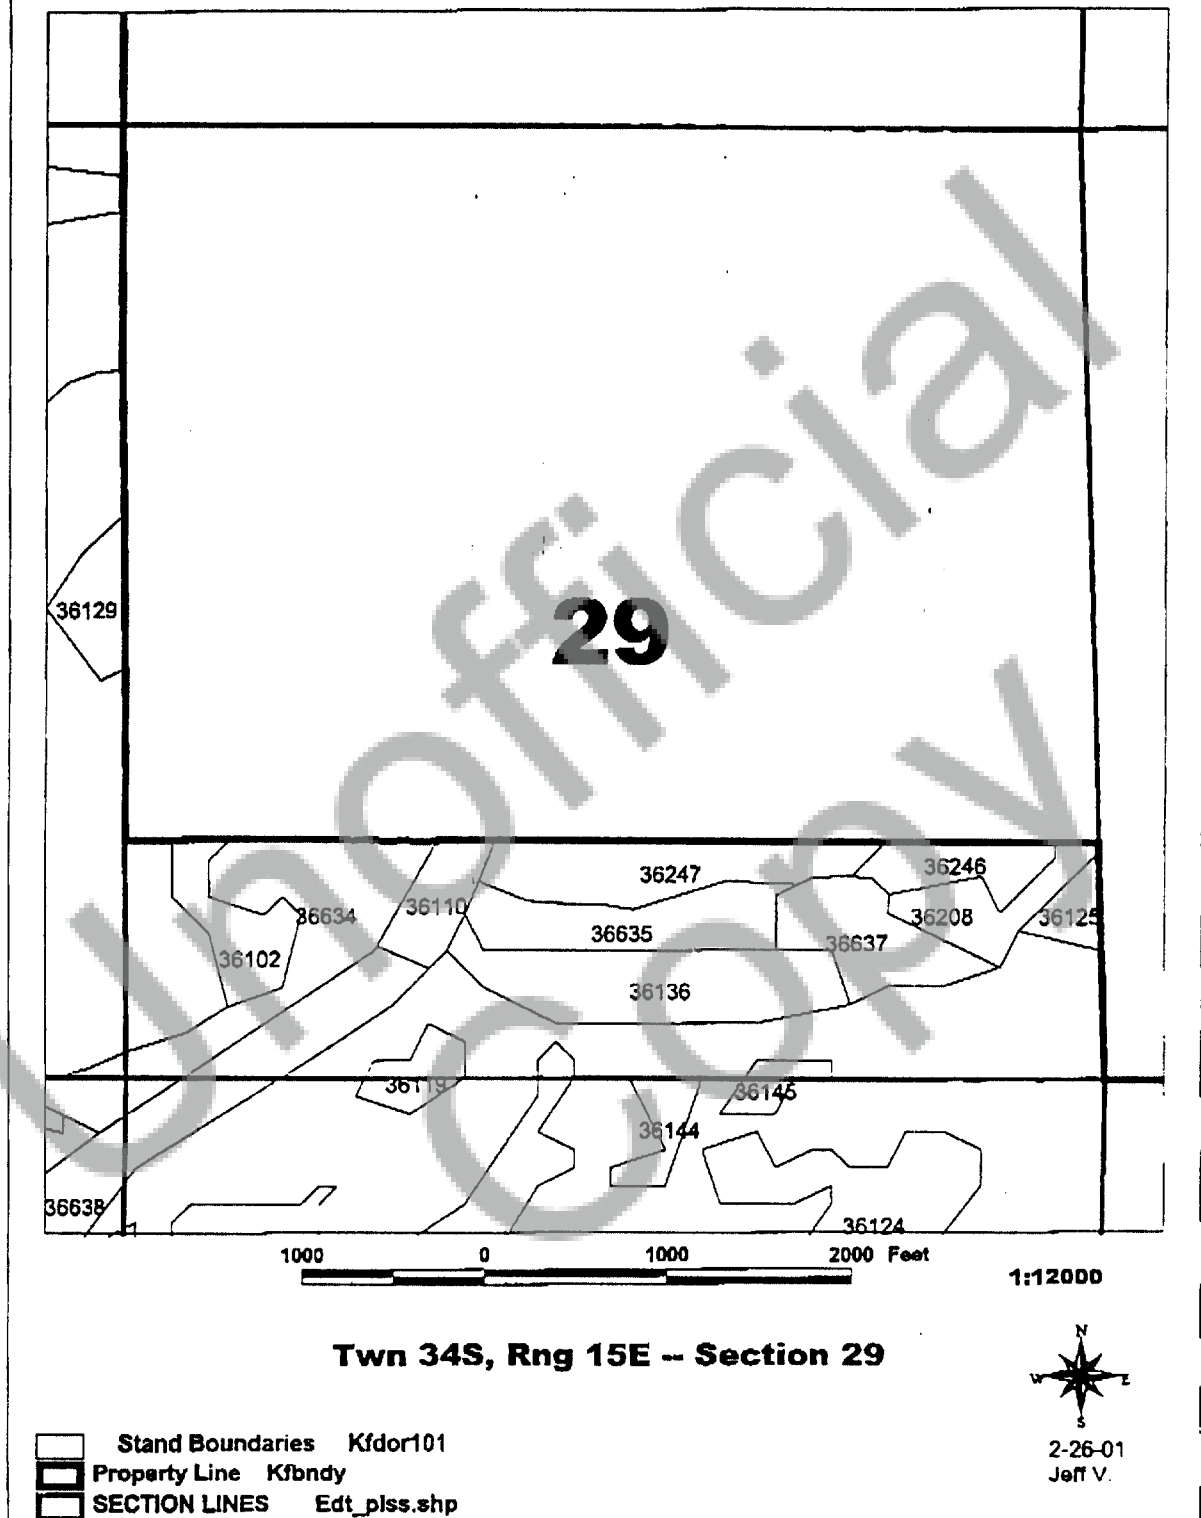 36129
29
36247
36246
36634
36110
36208
36125
36635
36637
36102
36136
36119
36145
36144
36638
36124
1000 0 1000 2000 Feet
1:12000
Twn 34S, Rng 15E -- Section 29
N
W E
S
Stand Boundaries Kfdor101
2-26-01
Property Line Kfbndy
Jeff V.
SECTION LINES Edt_plss.shp
Unofficial
Copy